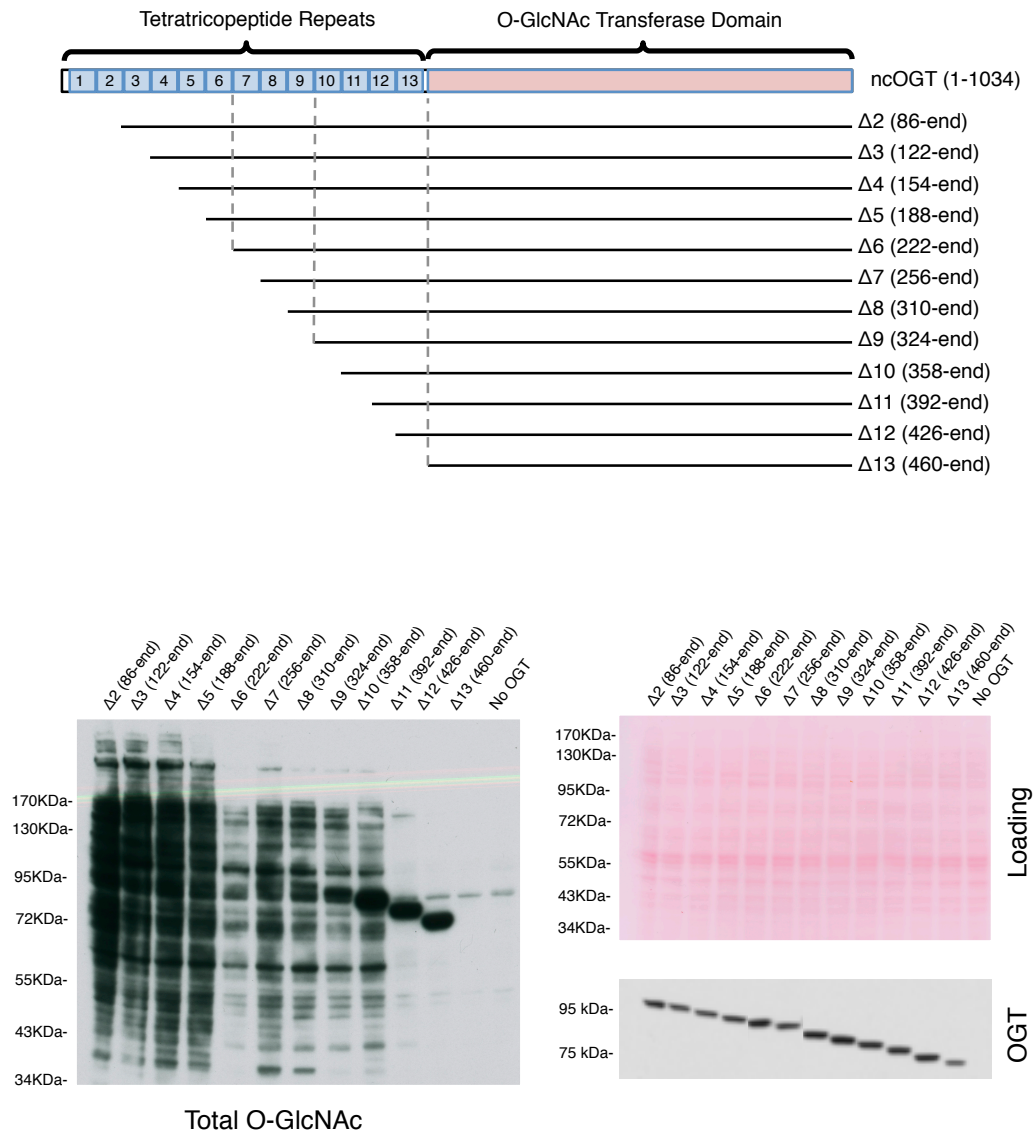 Tetratricopeptide Repeats
O-GlcNAc Transferase Domain
1 2 3 4 5 6 7 8 9 10 11 12 13
ncOGT (1-1034)
Δ2 (86-end)
Δ3 (122-end)
Δ4 (154-end)
Δ5 (188-end)
Δ6 (222-end)
Δ7 (256-end)
Δ8 (310-end)
Δ9 (324-end)
Δ10 (358-end)
Δ11 (392-end)
Δ12 (426-end)
Δ13 (460-end)
Δ2 (86-end)
Δ3 (122-end)
Δ4 (154-end)
Δ5 (188-end)
Δ6 (222-end)
Δ7 (256-end)
Δ8 (310-end)
Δ9 (324-end)
Δ10 (358-end)
Δ11 (392-end)
Δ12 (426-end)
Δ13 (460-end)
No OGT
170KDa-
130KDa-
95KDa-
72KDa-
55KDa-
43KDa-
34KDa-
Total O-GlcNAc
Δ2 (86-end)
Δ3 (122-end)
Δ4 (154-end)
Δ5 (188-end)
Δ6 (222-end)
Δ7 (256-end)
Δ8 (310-end)
Δ9 (324-end)
Δ10 (358-end)
Δ11 (392-end)
Δ12 (426-end)
Δ13 (460-end)
No OGT
170KDa-
130KDa-
95KDa-
72KDa-
55KDa-
43KDa-
34KDa-
Loading
95 kDa-
75 kDa-
OGT